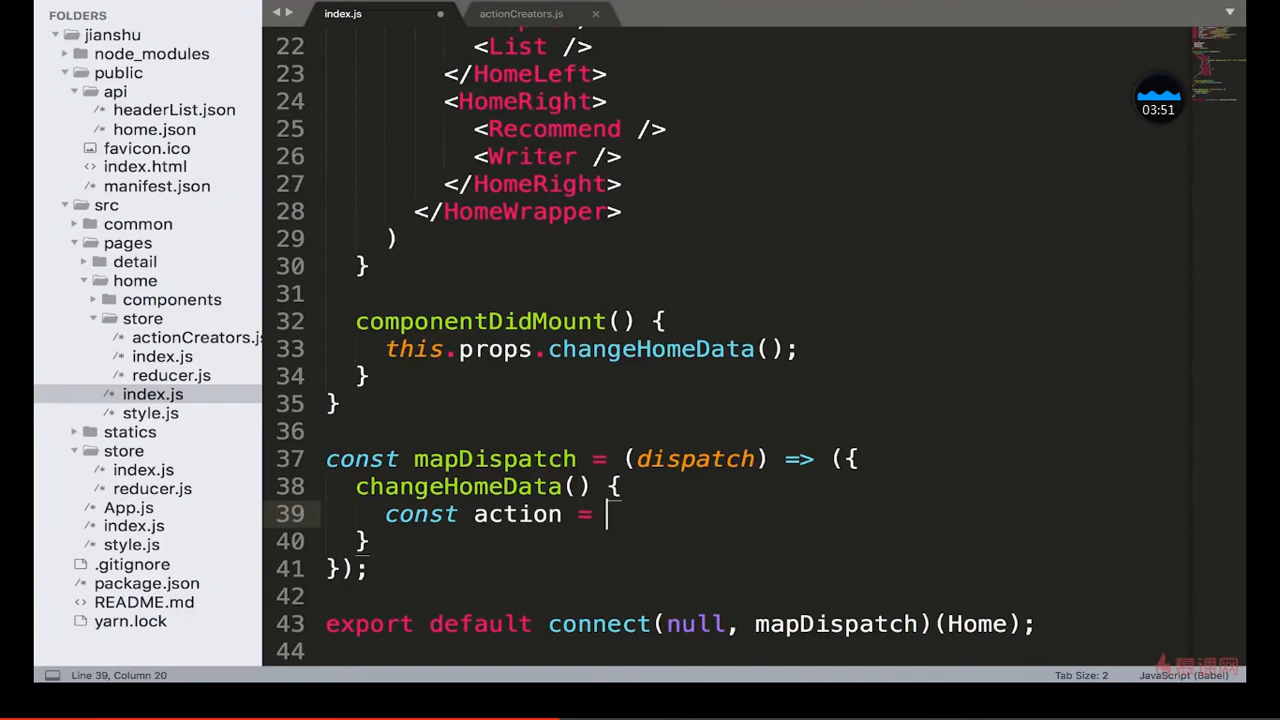 FOLDERS
jianshu
node_modules
public
api
headerList.json
home.json
favicon.ico
index.html
manifest.json
src
common
pages
detail
home
components
store
actionCreators.js
index.js
reducer.js
index.js
style.js
statics
store
index.js
reducer.js
App.js
index.js
style.js
.gitignore
package.json
README.md
yarn.lock
index.js
actionCreators.js
03:51
22 <List />
23 </HomeLeft>
24 <HomeRight>
25 <Recommend />
26 <Writer />
27 </HomeRight>
28 </HomeWrapper>
29 )
30 }
31
32 componentDidMount() {
33 this.props.changeHomeData();
34 }
35 }
36
37 const mapDispatch = (dispatch) => ({
38 changeHomeData() {
39 const action =
40 }
41 });
42
43 export default connect(null, mapDispatch)(Home);
44
慕课网
Line 39, Column 20
Tab Size: 2
JavaScript (Babel)